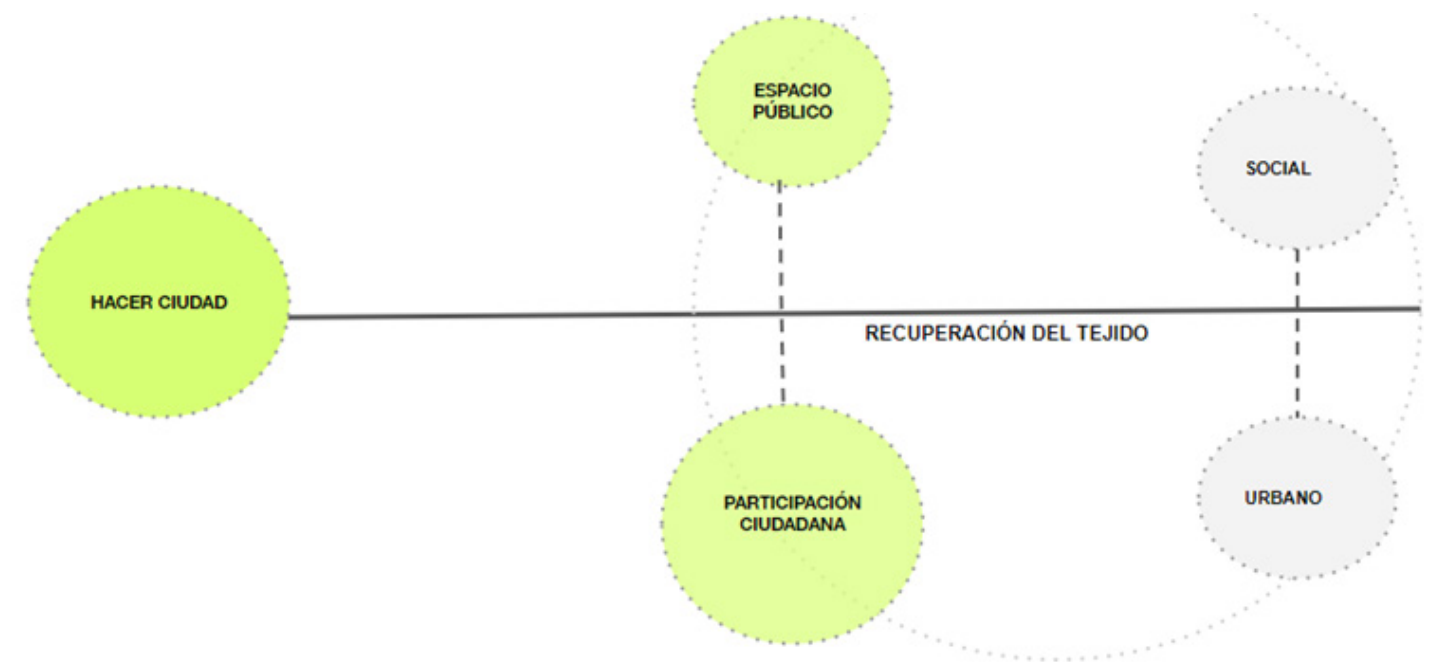 ESPACIO
PÚBLICO
SOCIAL
HACER CIUDAD
RECUPERACIÓN DEL TEJIDO
PARTICIPACIÓN
CIUDADANA
URBANO